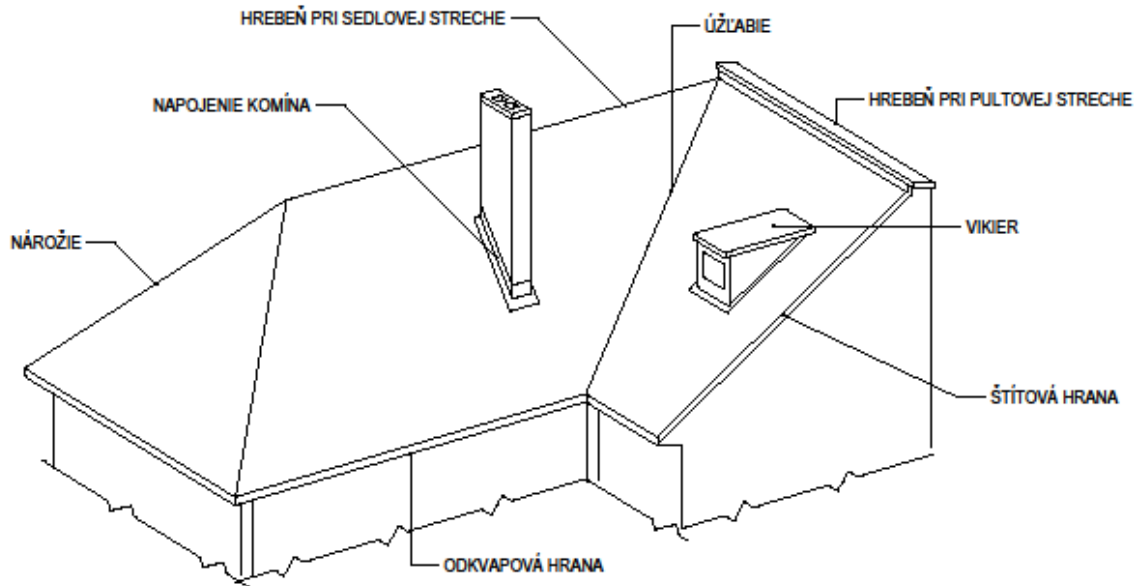 HREBEŇ PRI SEDLOVEJ STRECHE
ÚŽĽABIE
NAPOJENIE KOMÍNA
HREBEŇ PRI PULTOVEJ STRECHE
NÁROŽIE
VIKIER
ŠTÍTOVÁ HRANA
ODKVAPOVÁ HRANA